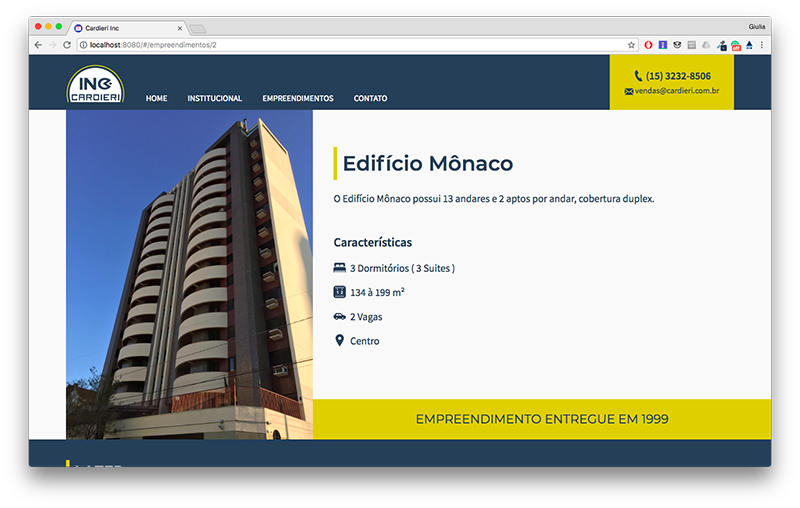 Cardieri Inc
Giulia
localhost:8080/#/empreendimentos/2
INC
CARDIERI
HOME INSTITUCIONAL EMPREENDIMENTOS CONTATO
(15) 3232-8506
vendas@cardieri.com.br
Edifício Mônaco
O Edifício Mônaco possui 13 andares e 2 aptos por andar, cobertura duplex.
Características
3 Dormitórios ( 3 Suites )
134 à 199 m²
2 Vagas
Centro
EMPREENDIMENTO ENTREGUE EM 1999